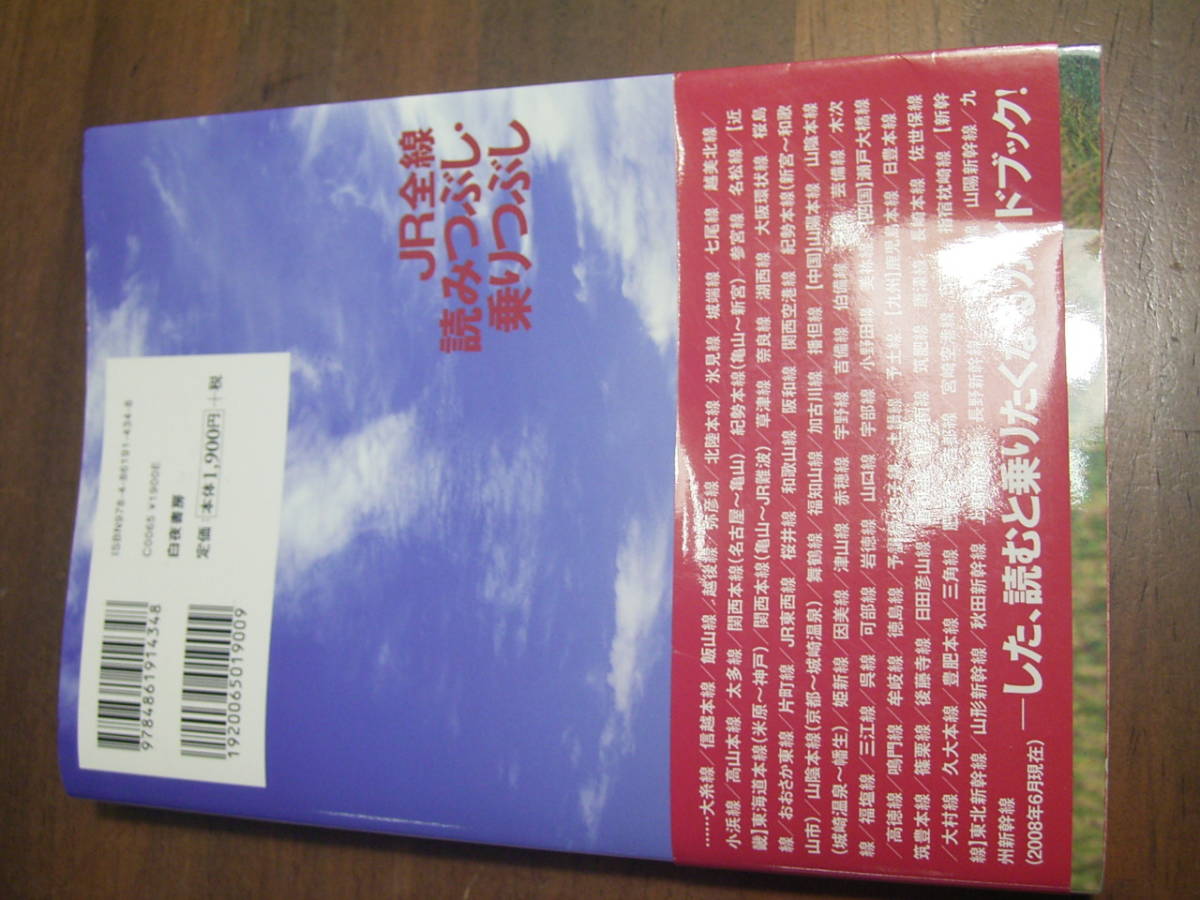 JR全線
読みつぶし・
乗りつぶし
ISBN978-4-86191-434-8
C0065 ¥1900E
白夜書房
定価：本体1,900円＋税
9784861914348
1920065019009
……大糸線／信越本線／飯山線／越後線／弥彦線／北陸本線／氷見線／城端線／七尾線／越美北線／
小浜線／高山本線／太多線／関西本線（名古屋〜亀山）／紀勢本線（亀山〜新宮）／参宮線／名松線／【近
畿】東海道本線（米原〜神戸）／関西本線（亀山〜JR難波）／草津線／奈良線／湖西線／大阪環状線／桜島
線／おおさか東線／片町線／JR東西線／桜井線／和歌山線／阪和線／関西空港線／紀勢本線（新宮〜和歌
山市）／山陰本線（京都〜城崎温泉）／舞鶴線／福知山線／加古川線／播但線／【中国】山陽本線／山陰本線
（城崎温泉〜幡生）／姫新線／因美線／津山線／赤穂線／宇野線／吉備線／伯備線／芸備線／木次
線／福塩線／三江線／呉線／可部線／岩徳線／山口線／宇部線／小野田線／美祢線【四国】瀬戸大橋線
／高徳線／鳴門線／牟岐線／徳島線／予讃線／内子線／土讃線／予土線／【九州】鹿児島本線／日豊本線／
筑豊本線／篠栗線／後藤寺線／日田彦山線／筑肥線／唐津線／長崎本線／佐世保線
／大村線／久大本線／豊肥本線／三角線／宮崎空港線／指宿枕崎線／【新幹
線】東北新幹線／山形新幹線／秋田新幹線／長野新幹線／山陽新幹線／九
州新幹線
（2008年6月現在）
した、読むと乗りたくなるガイドブック！